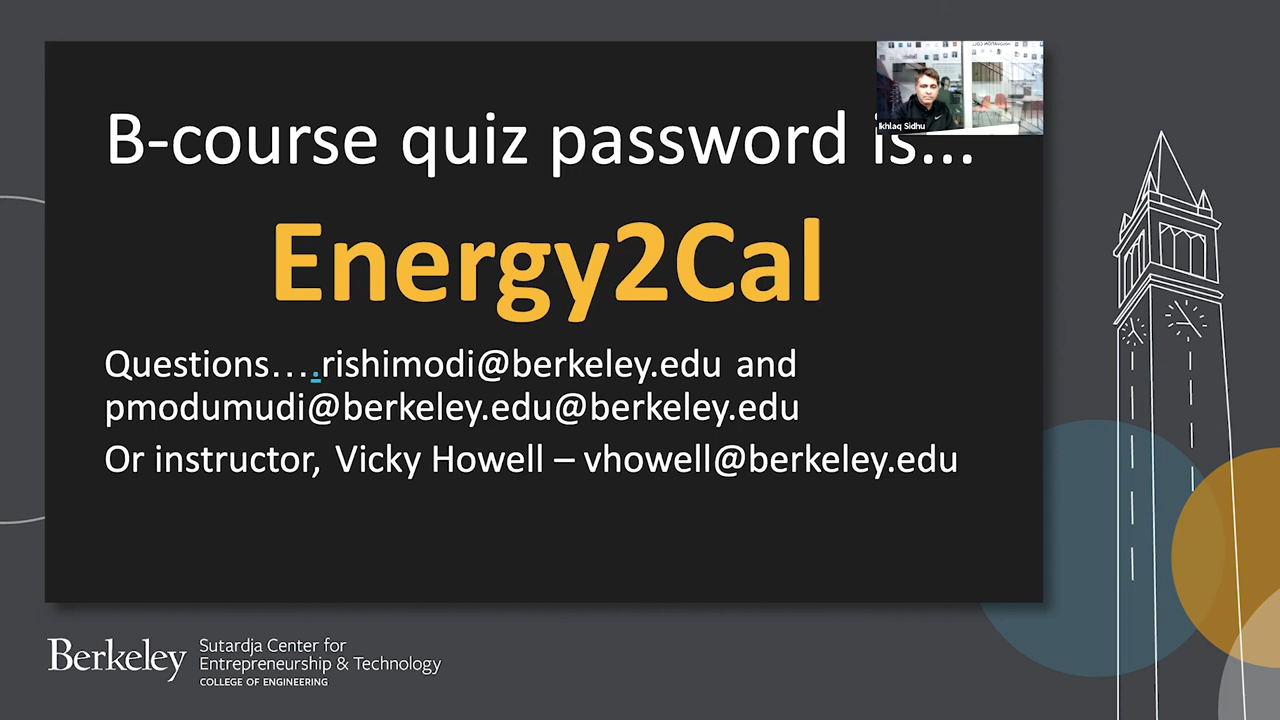 B-course quiz password is...
Energy2Cal
Questions....rishimodi@berkeley.edu and
pmodumudi@berkeley.edu@berkeley.edu
Or instructor, Vicky Howell – vhowell@berkeley.edu
Ikhlaq Sidhu
Berkeley
Sutardja Center for
Entrepreneurship & Technology
COLLEGE OF ENGINEERING